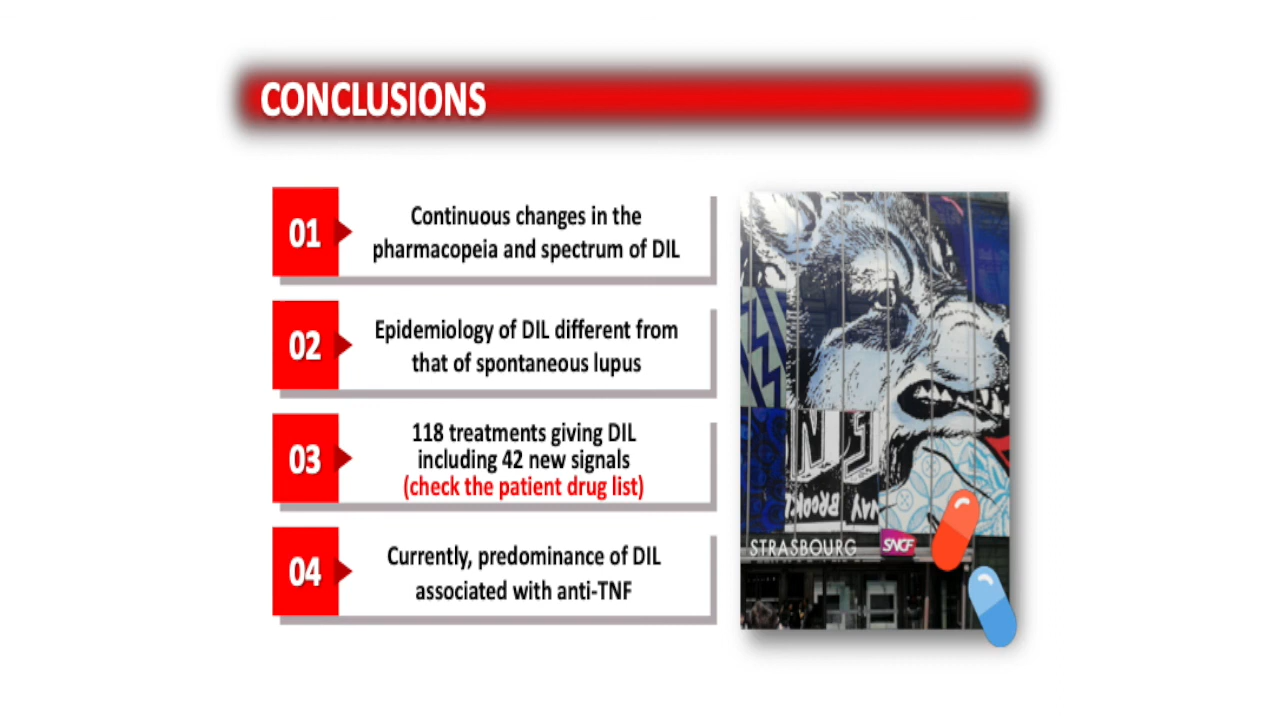 CONCLUSIONS
01
Continuous changes in the
pharmacopeia and spectrum of DIL
02
Epidemiology of DIL different from
that of spontaneous lupus
03
118 treatments giving DIL
including 42 new signals
(check the patient drug list)
04
Currently, predominance of DIL
associated with anti-TNF
STRASBOURG
SNCF